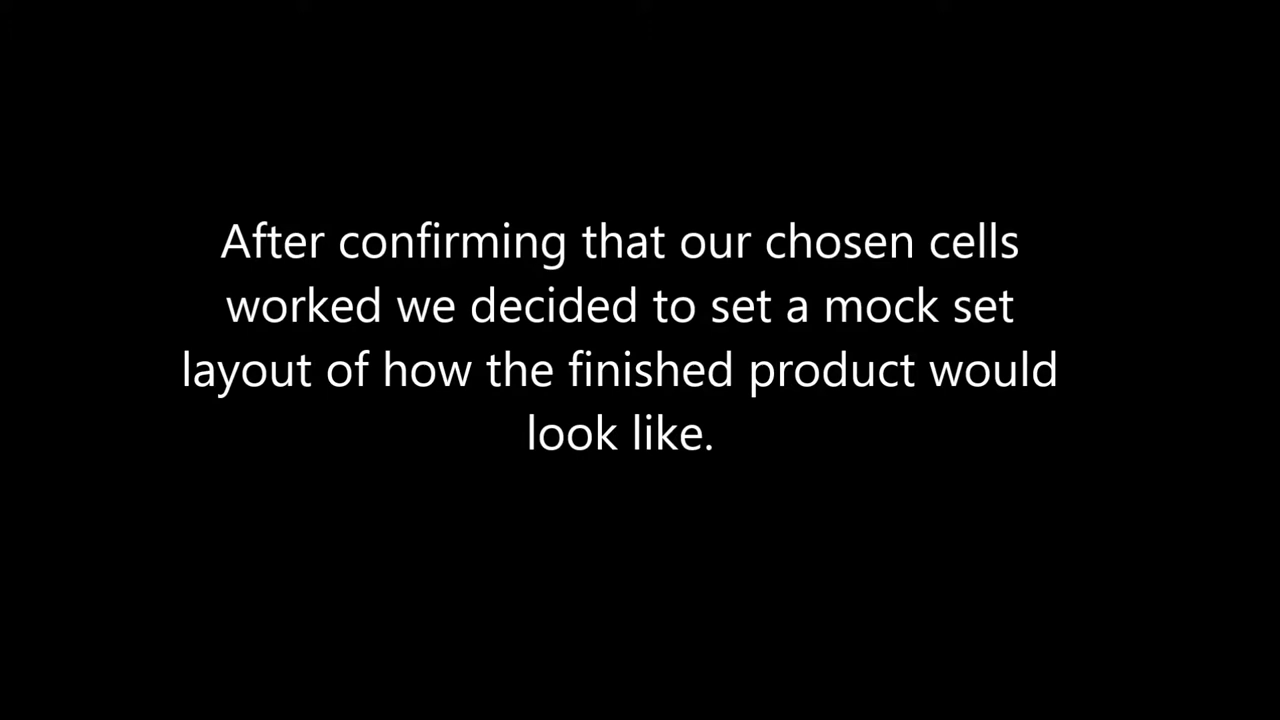 After confirming that our chosen cells
worked we decided to set a mock set
layout of how the finished product would
look like.